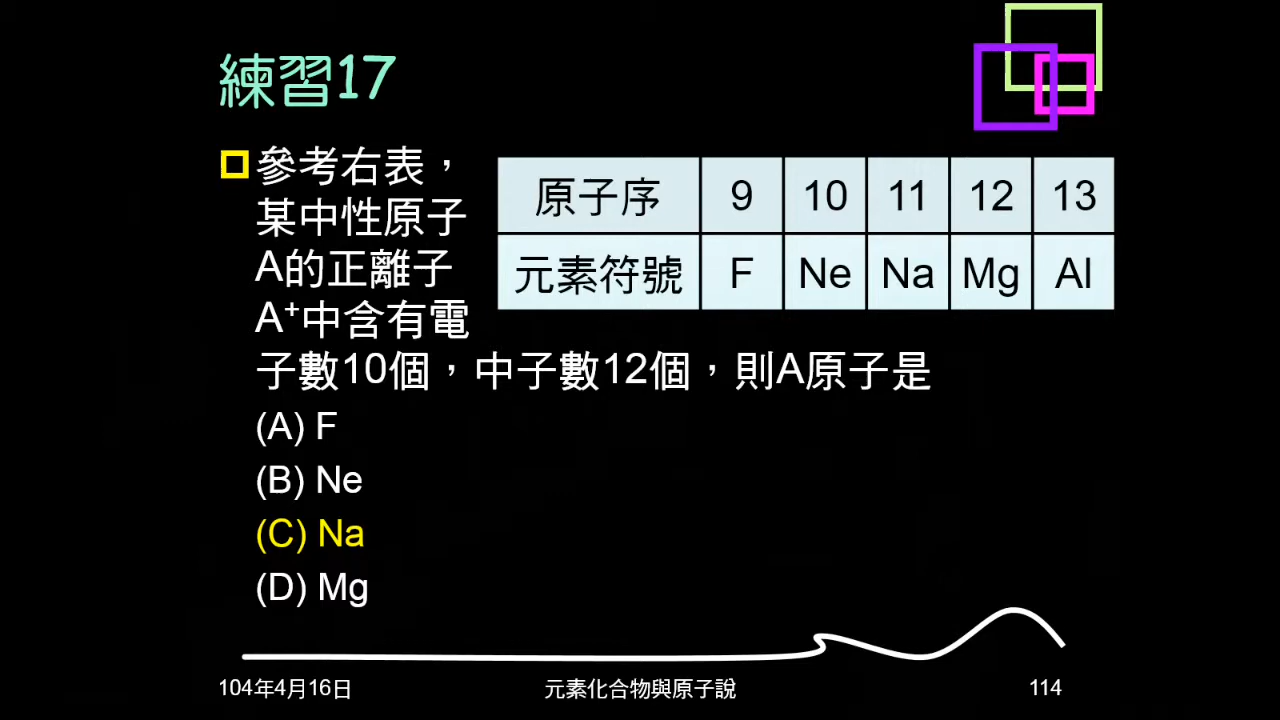 練習17
參考右表，
某中性原子
A的正離子
A⁺中含有電
子數10個，中子數12個，則A原子是
(A) F
(B) Ne
(C) Na
(D) Mg
原子序 9 10 11 12 13
元素符號 F Ne Na Mg Al
104年4月16日 元素化合物與原子說 114